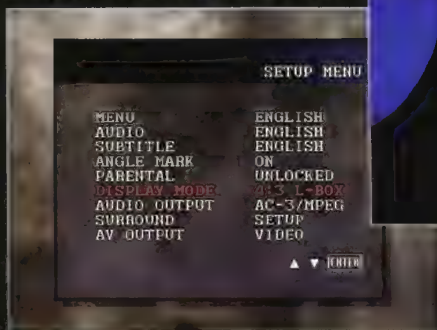 SETUP MENU
MENU ENGLISH
AUDIO ENGLISH
SUBTITLE ENGLISH
ANGLE MARK ON
PARENTAL UNLOCKED
DISPLAY MODE 4:3 L-BOX
AUDIO OUTPUT AC-3/MPEG
SURROUND SETUP
AV OUTPUT VIDEO
▲ ▼ ENTER